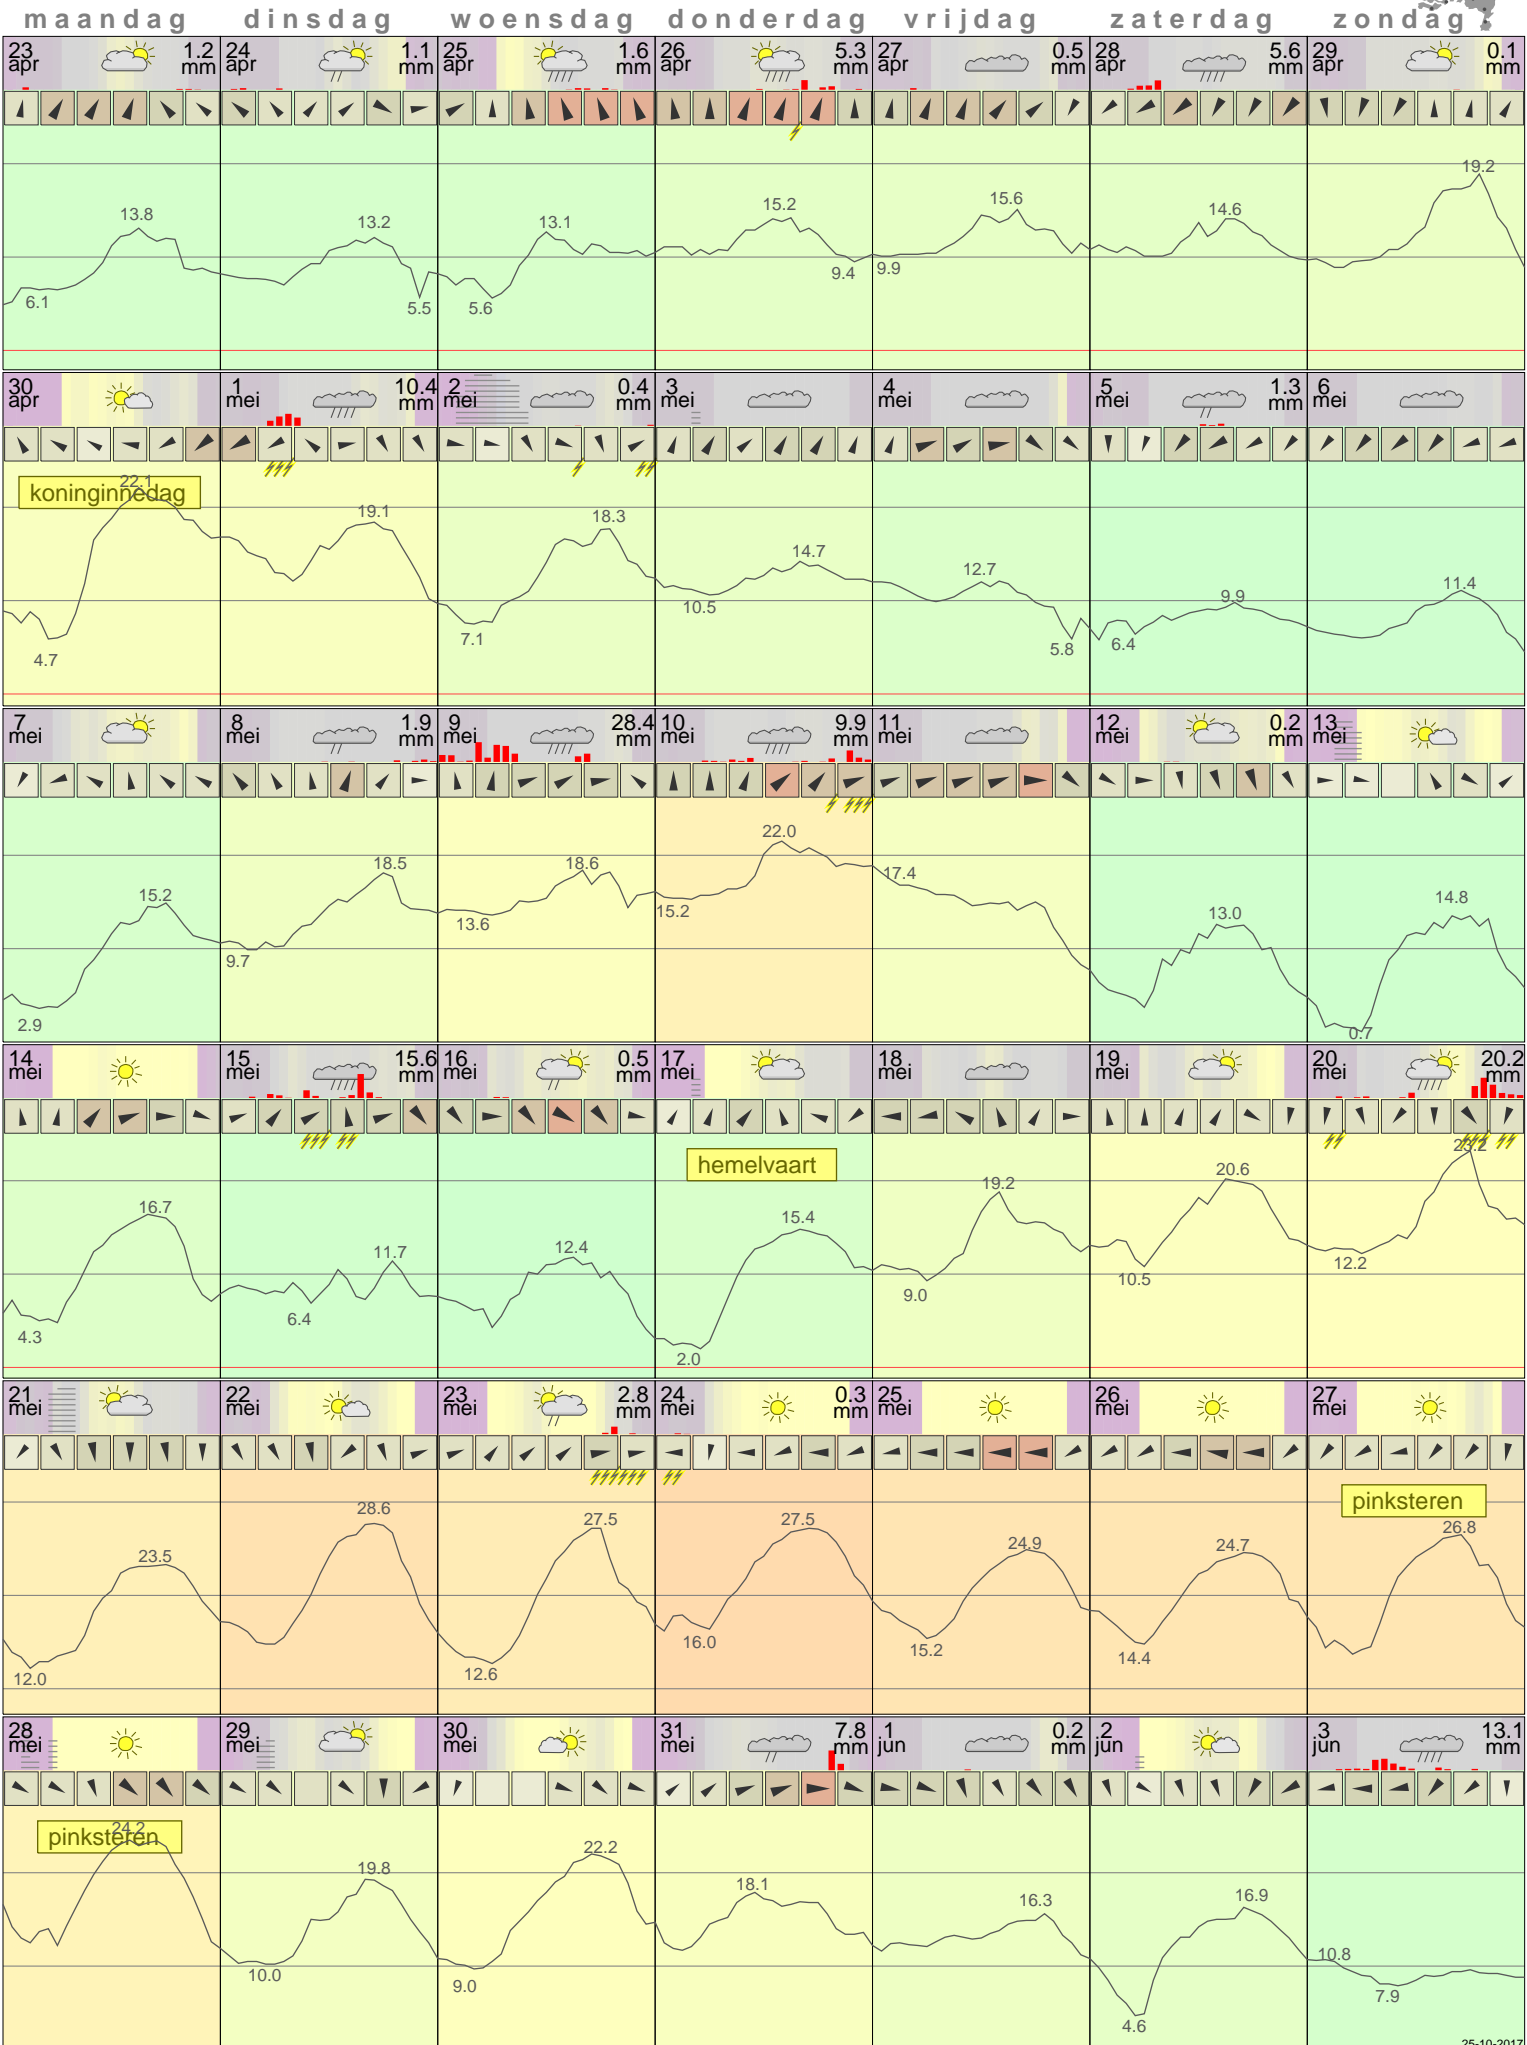 maandag dinsdag woensdag donderdag vrijdag zaterdag zondag
23 apr 1.2 mm 24 apr 1.1 mm 25 apr 1.6 mm 26 apr 5.3 mm 27 apr 0.5 mm 28 apr 5.6 mm 29 apr 0.1 mm
13.8 13.2 13.1 15.2 15.6 14.6 19.2
6.1 5.5 5.6 9.4 9.9
30 apr 1 mei 10.4 mm 2 mei 0.4 mm 3 mei 4 mei 5 mei 1.3 mm 6 mei
koninginnedag
22.1 19.1 18.3 14.7 12.7 9.9 11.4
4.7 7.1 10.5 5.8 6.4
7 mei 8 mei 1.9 mm 9 mei 28.4 mm 10 mei 9.9 mm 11 mei 12 mei 0.2 mm 13 mei
15.2 18.5 18.6 22.0 17.4 13.0 14.8
2.9 9.7 13.6 15.2 0.7
14 mei 15 mei 15.6 mm 16 mei 0.5 mm 17 mei 18 mei 19 mei 20 mei 20.2 mm
hemelvaart
16.7 11.7 12.4 15.4 19.2 20.6 23.2
4.3 6.4 2.0 9.0 10.5 12.2
21 mei 22 mei 23 mei 2.8 mm 24 mei 0.3 mm 25 mei 26 mei 27 mei
pinksteren
23.5 28.6 27.5 27.5 24.9 24.7 26.8
12.0 12.6 16.0 15.2 14.4
28 mei 29 mei 30 mei 31 mei 7.8 mm 1 jun 0.2 mm 2 jun 3 jun 13.1 mm
pinksteren
24.2 19.8 22.2 18.1 16.3 16.9 10.8
10.0 9.0 4.6 7.9
25-10-2017